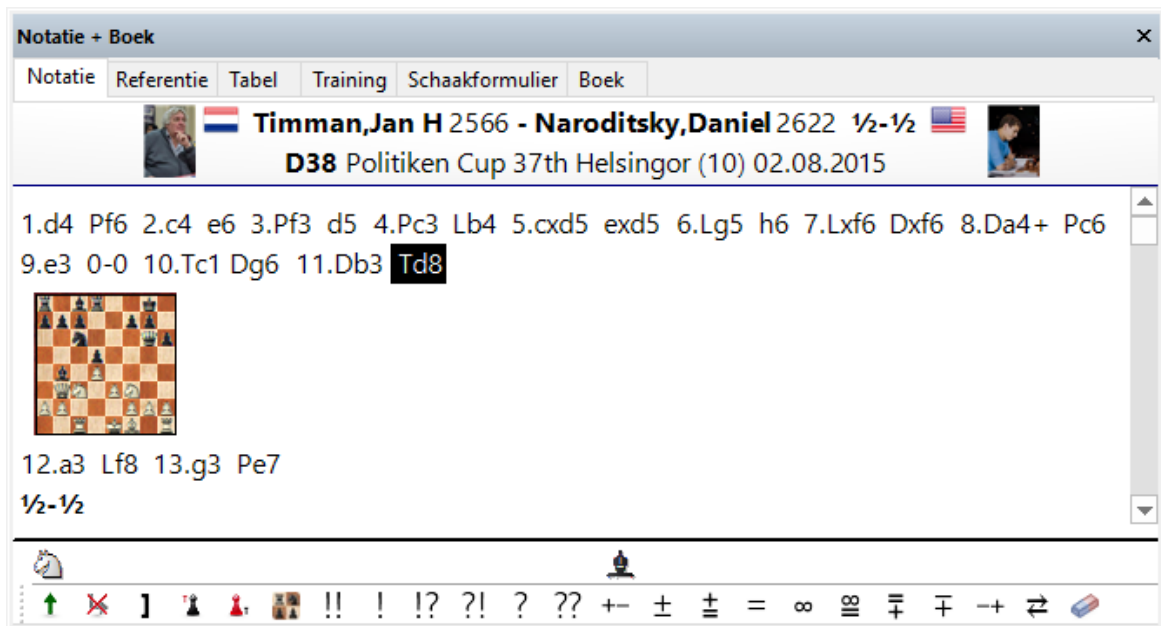 Notatie + Boek
Notatie Referentie Tabel Training Schaakformulier Boek
Timman,Jan H 2566 - Naroditsky,Daniel 2622 ½-½
D38 Politiken Cup 37th Helsingor (10) 02.08.2015
1.d4 Pf6 2.c4 e6 3.Pf3 d5 4.Pc3 Lb4 5.cxd5 exd5 6.Lg5 h6 7.Lxf6 Dxf6 8.Da4+ Pc6
9.e3 0-0 10.Tc1 Dg6 11.Db3 Td8
12.a3 Lf8 13.g3 Pe7
½-½
] !! ! !? ?! ? ?? +− ± ⩲ = ∞ ⯹ ⩱ ∓ −+ ⇄